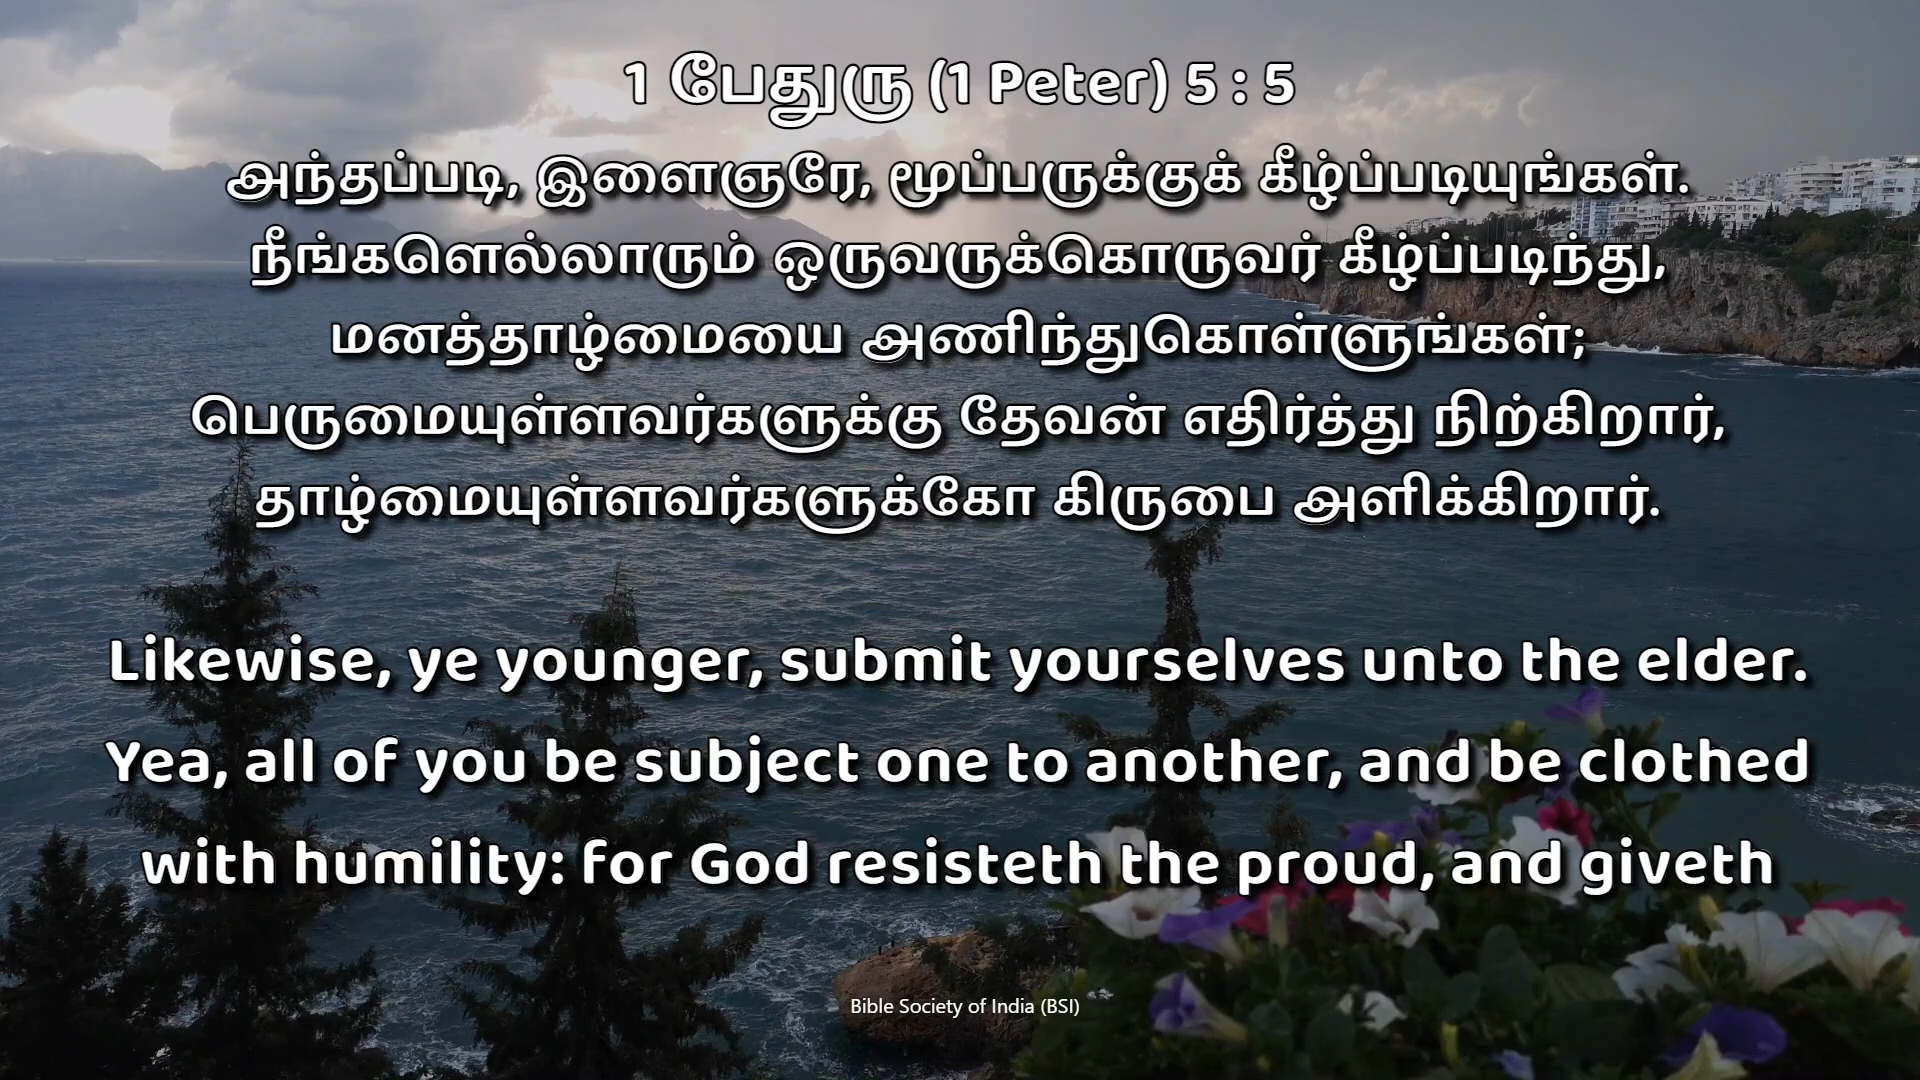 1 பேதுரு (1 Peter) 5 : 5
அந்தப்படி, இளைஞரே, மூப்பருக்குக் கீழ்ப்படியுங்கள்.
நீங்களெல்லாரும் ஒருவருக்கொருவர் கீழ்ப்படிந்து,
மனத்தாழ்மையை அணிந்துகொள்ளுங்கள்;
பெருமையுள்ளவர்களுக்கு தேவன் எதிர்த்து நிற்கிறார்,
தாழ்மையுள்ளவர்களுக்கோ கிருபை அளிக்கிறார்.
Likewise, ye younger, submit yourselves unto the elder.
Yea, all of you be subject one to another, and be clothed
with humility: for God resisteth the proud, and giveth
Bible Society of India (BSI)